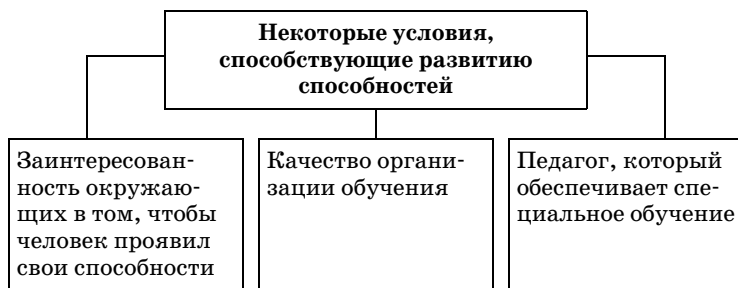 Некоторые условия,
способствующие развитию
способностей
Заинтересован-
ность окружаю-
щих в том, чтобы
человек проявил
свои способности
Качество органи-
зации обучения
Педагог, который
обеспечивает спе-
циальное обучение